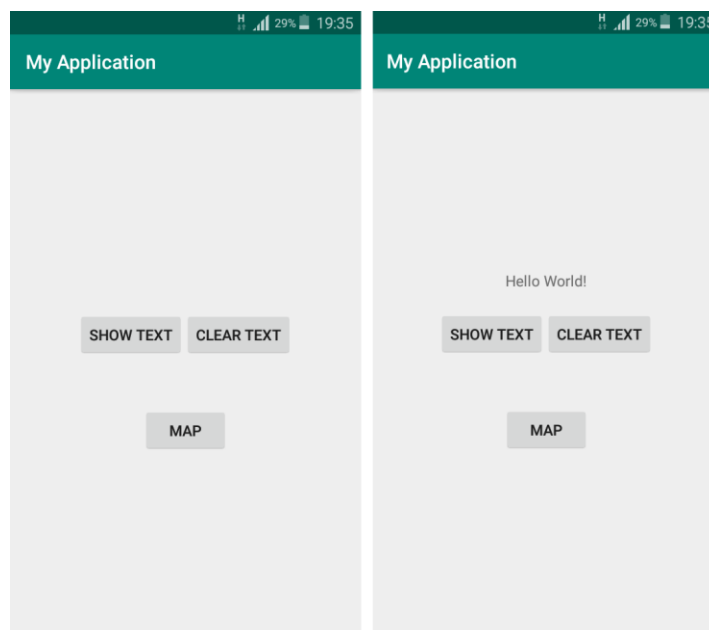 H 29% 19:35
My Application
SHOW TEXT CLEAR TEXT
MAP
H 29% 19:35
My Application
Hello World!
SHOW TEXT CLEAR TEXT
MAP